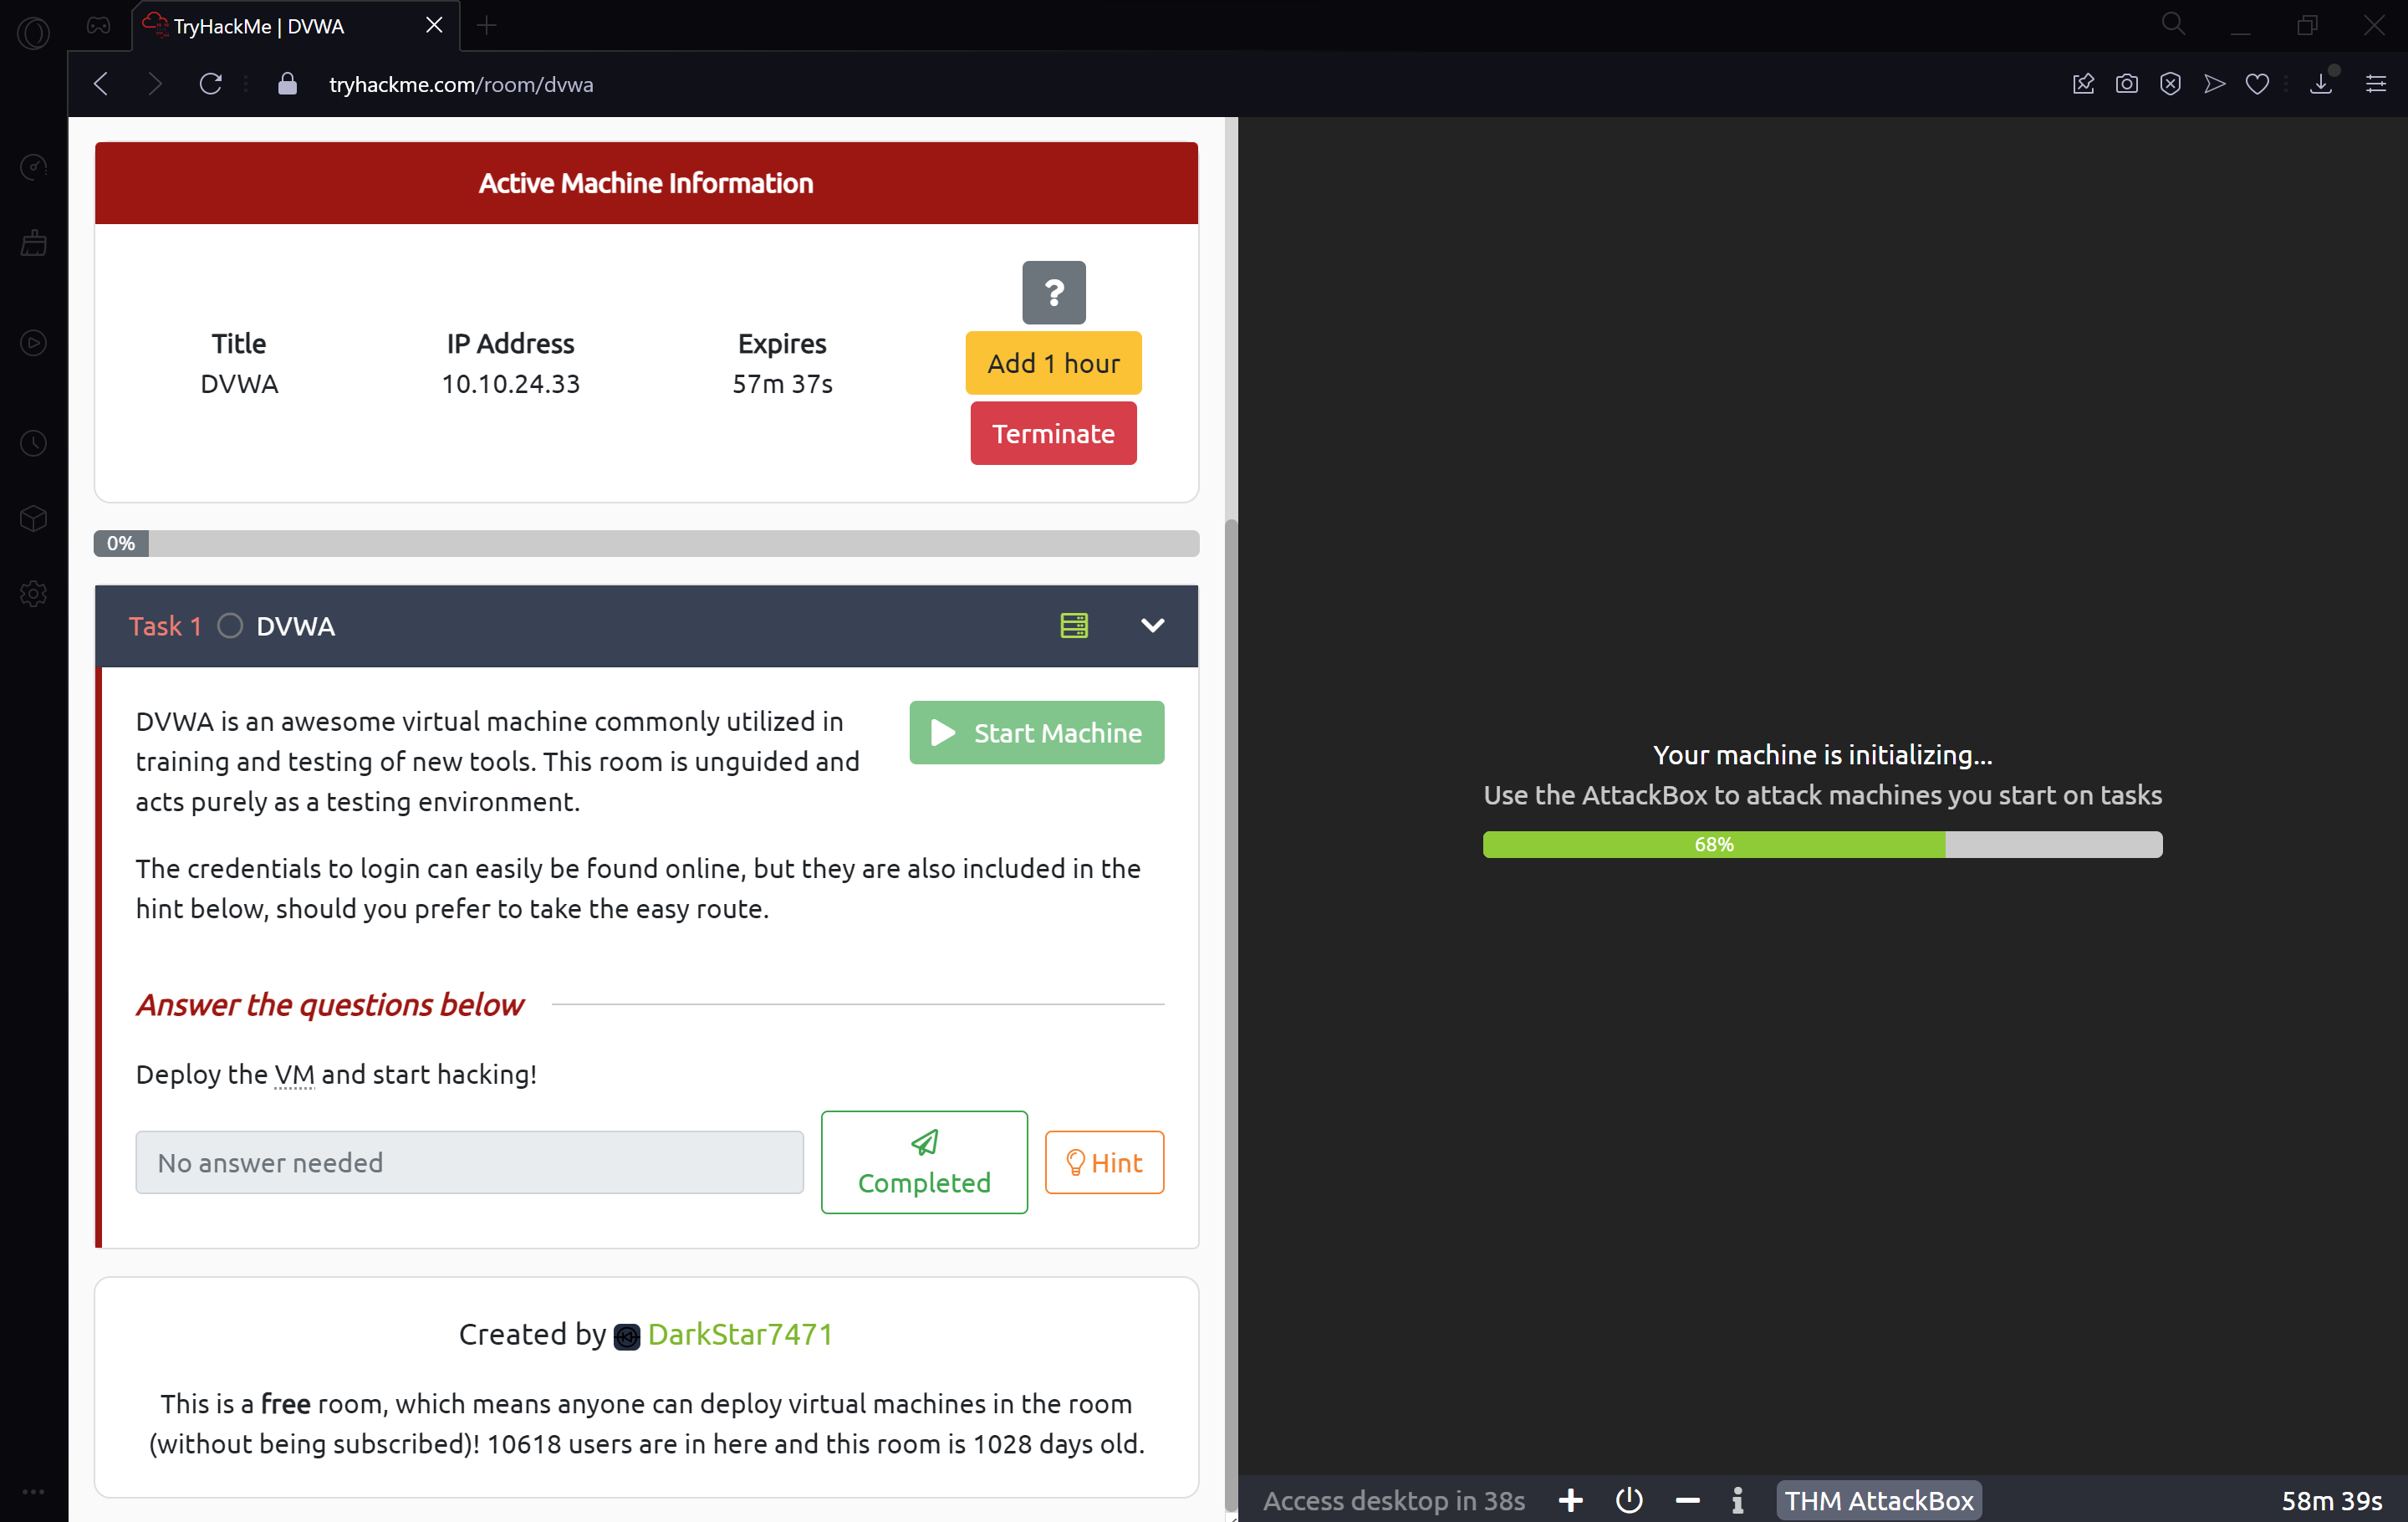 TryHackMe | DVWA
tryhackme.com/room/dvwa
Active Machine Information
?
Title
IP Address
Expires
Add 1 hour
DVWA
10.10.24.33
57m 37s
Terminate
0%
Task 1
DVWA
DVWA is an awesome virtual machine commonly utilized in
training and testing of new tools. This room is unguided and
acts purely as a testing environment.
Start Machine
The credentials to login can easily be found online, but they are also included in the
hint below, should you prefer to take the easy route.
Answer the questions below
Deploy the VM and start hacking!
No answer needed
Completed
Hint
Created by DarkStar7471
This is a free room, which means anyone can deploy virtual machines in the room
(without being subscribed)! 10618 users are in here and this room is 1028 days old.
Your machine is initializing...
Use the AttackBox to attack machines you start on tasks
68%
Access desktop in 38s
THM AttackBox
58m 39s